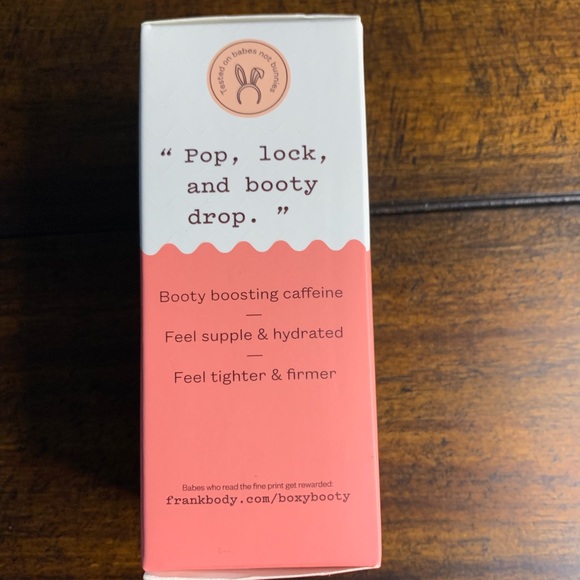 Tested on babes not bunnies
“ Pop, lock,
and booty
drop. ”
Booty boosting caffeine
—
Feel supple & hydrated
—
Feel tighter & firmer
Babes who read the fine print get rewarded:
frankbody.com/boxybooty